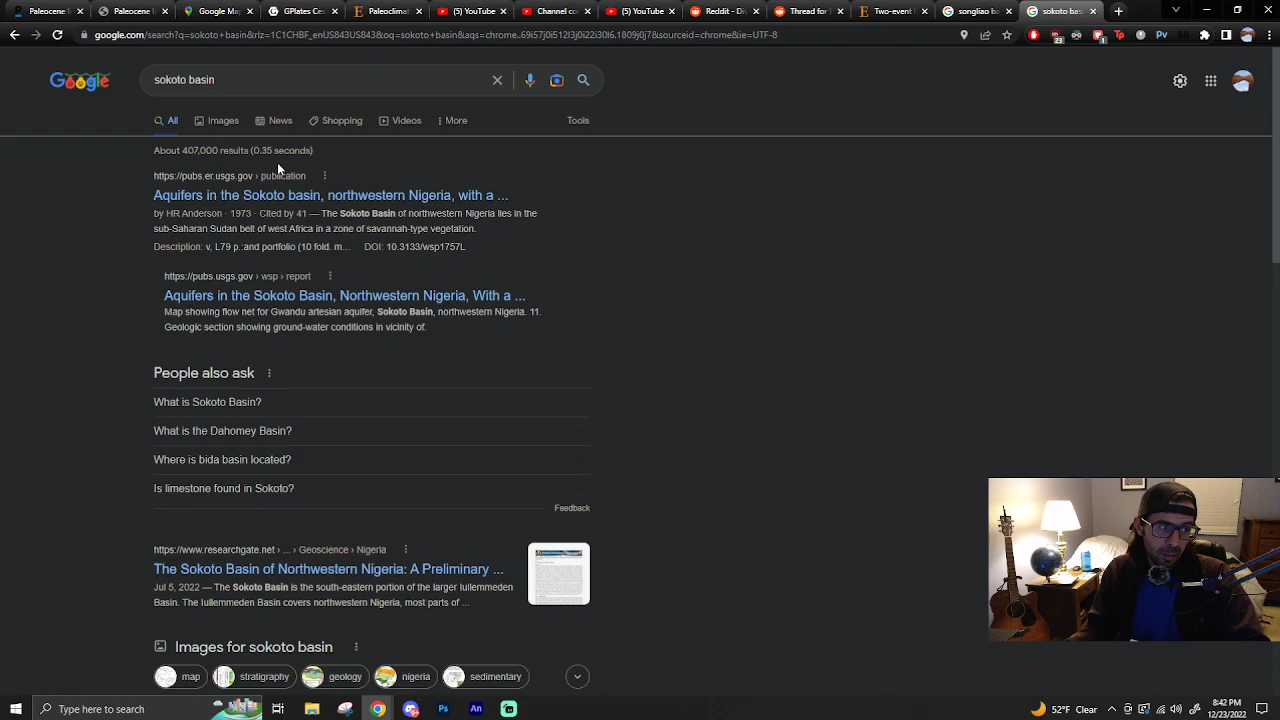 Paleocene
Paleocene
Google Map
GPlates Ce
Paleoclimat
(5) YouTube
Channel co
(5) YouTube
Reddit - Div
Thread for
Two-event
songliao ba
sokoto bas
google.com/search?q=sokoto+basin&rlz=1C1CHBF_enUS843US843&oq=sokoto+basin&aqs=chrome..69i57j0i512l3j0i22i30l6.1809j0j7&sourceid=chrome&ie=UTF-8
Google
sokoto basin
All Images News Shopping Videos More Tools
About 407,000 results (0.35 seconds)
https://pubs.er.usgs.gov › publication
Aquifers in the Sokoto basin, northwestern Nigeria, with a ...
by HR Anderson · 1973 · Cited by 41 — The Sokoto Basin of northwestern Nigeria lies in the
sub-Saharan Sudan belt of west Africa in a zone of savannah-type vegetation.
Description: v, L79 p.:and portfolio (10 fold. m... DOI: 10.3133/wsp1757L
https://pubs.usgs.gov › wsp › report
Aquifers in the Sokoto Basin, Northwestern Nigeria, With a ...
Map showing flow net for Gwandu artesian aquifer, Sokoto Basin, northwestern Nigeria. 11.
Geologic section showing ground-water conditions in vicinity of.
People also ask
What is Sokoto Basin?
What is the Dahomey Basin?
Where is bida basin located?
Is limestone found in Sokoto?
Feedback
https://www.researchgate.net › ... › Geoscience › Nigeria
The Sokoto Basin of Northwestern Nigeria: A Preliminary ...
Jul 5, 2022 — The Sokoto Basin is the south-eastern portion of the larger Iullemmeden
Basin. The Iullemmeden Basin covers northwestern Nigeria, most parts of ...
Images for sokoto basin
map stratigraphy geology nigeria sedimentary
Type here to search
52°F Clear
8:42 PM
12/23/2022